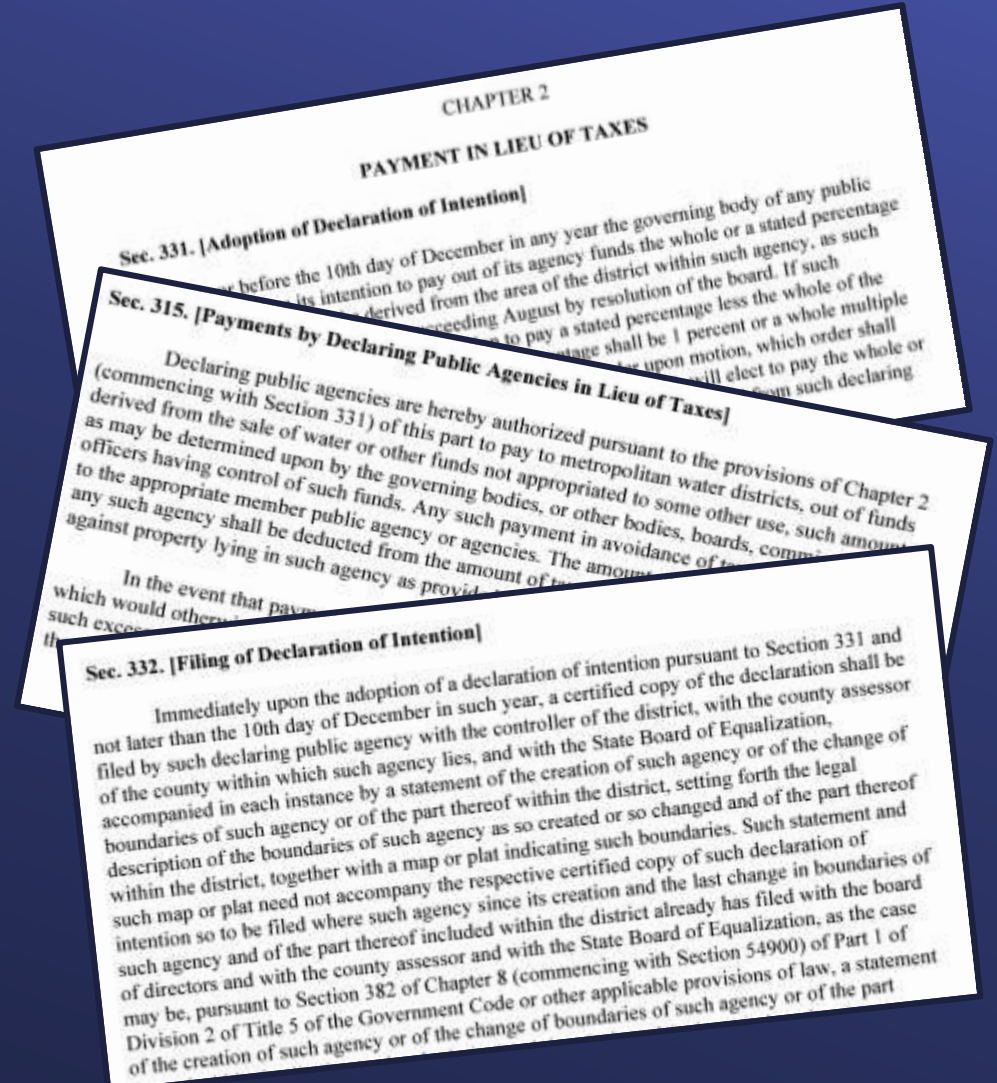 CHAPTER 2
PAYMENT IN LIEU OF TAXES
Sec. 331. [Adoption of Declaration of Intention]
before the 10th day of December in any year the governing body of any public
its intention to pay out of its agency funds the whole or a stated percentage
derived from the area of the district within such agency, as such
ceeding August by resolution of the board. If such
to pay a stated percentage less the whole of the
tage shall be 1 percent or a whole multiple
upon motion, which order shall
ill elect to pay the whole or
om such declaring
Sec. 315. [Payments by Declaring Public Agencies in Lieu of Taxes]
Declaring public agencies are hereby authorized pursuant to the provisions of Chapter 2
(commencing with Section 331) of this part to pay to metropolitan water districts, out of funds
derived from the sale of water or other funds not appropriated to some other use, such amount
as may be determined upon by the governing bodies, or other bodies, boards, commi
officers having control of such funds. Any such payment in avoidance of
to the appropriate member public agency or agencies. The amount
any such agency shall be deducted from the amount of
against property lying in such agency as provid
In the event that paym
which would otherw
such exces
th
Sec. 332. [Filing of Declaration of Intention]
Immediately upon the adoption of a declaration of intention pursuant to Section 331 and
not later than the 10th day of December in such year, a certified copy of the declaration shall be
filed by such declaring public agency with the controller of the district, with the county assessor
of the county within which such agency lies, and with the State Board of Equalization,
accompanied in each instance by a statement of the creation of such agency or of the change of
boundaries of such agency or of the part thereof within the district, setting forth the legal
description of the boundaries of such agency as so created or so changed and of the part thereof
within the district, together with a map or plat indicating such boundaries. Such statement and
such map or plat need not accompany the respective certified copy of such declaration of
intention so to be filed where such agency since its creation and the last change in boundaries of
such agency and of the part thereof included within the district already has filed with the board
of directors and with the county assessor and with the State Board of Equalization, as the case
may be, pursuant to Section 382 of Chapter 8 (commencing with Section 54900) of Part 1 of
Division 2 of Title 5 of the Government Code or other applicable provisions of law, a statement
of the creation of such agency or of the change of boundaries of such agency or of the part